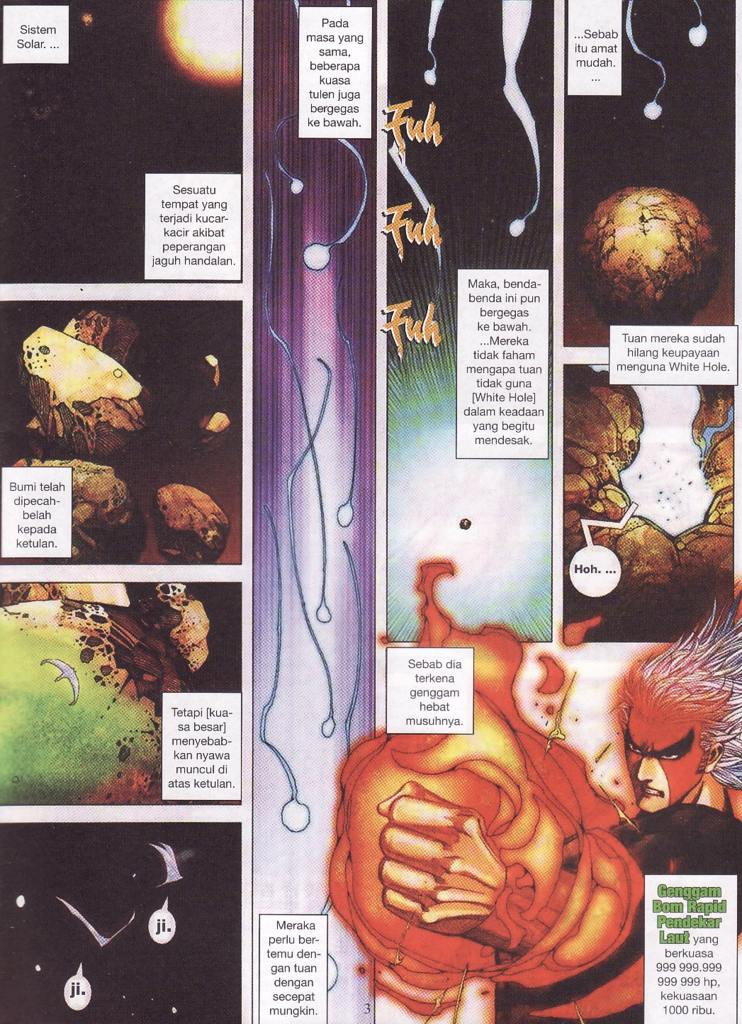 Sistem
Solar. ...
Sesuatu
tempat yang
terjadi kucar-
kacir akibat
peperangan
jaguh handalan.
Bumi telah
dipecah-
belah
kepada
ketulan.
Tetapi [kua-
sa besar]
menyebab-
kan nyawa
muncul di
atas ketulan.
ji.
ji.
Pada
masa yang
sama,
beberapa
kuasa
tulen juga
bergegas
ke bawah.
Meraka
perlu ber-
temu den-
gan tuan
dengan
secepat
mungkin.
3
Fuh
Fuh
Fuh
Maka, benda-
benda ini pun
bergegas
ke bawah.
...Mereka
tidak faham
mengapa tuan
tidak guna
[White Hole]
dalam keadaan
yang begitu
mendesak.
...Sebab
itu amat
mudah.
...
Tuan mereka sudah
hilang keupayaan
menguna White Hole.
Hoh. ...
Sebab dia
terkena
genggam
hebat
musuhnya.
Genggam
Bom Rapid
Pendekar
Laut yang
berkuasa
999 999.999
999 999 hp,
kekuasaan
1000 ribu.